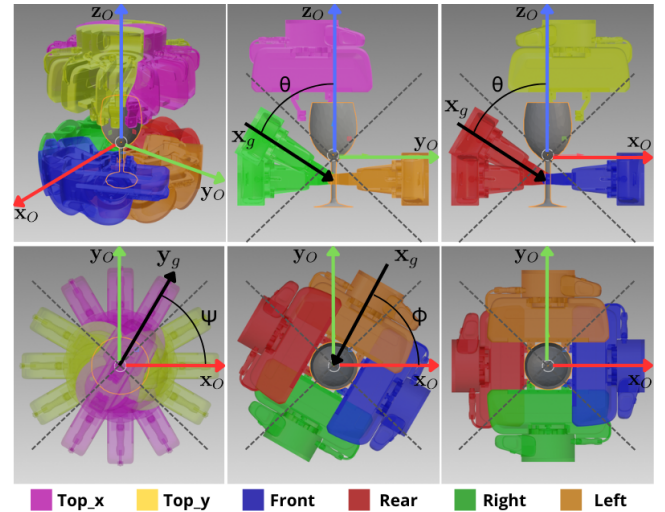 z_O
x_O
y_O
z_O
θ
x_g
y_O
z_O
θ
x_g
x_O
y_O
y_g
ψ
x_O
y_O
x_g
ϕ
x_O
y_O
x_O
Top_x Top_y Front Rear Right Left